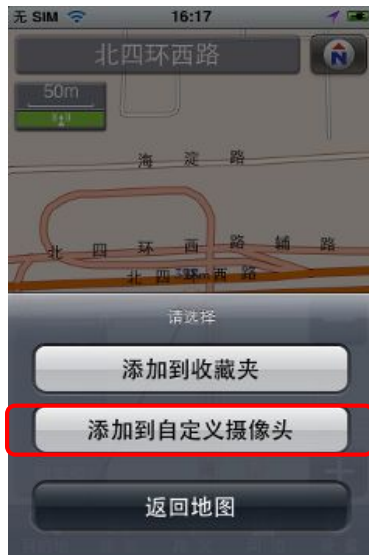 无 SIM 16:17
北四环西路
N
50m
海淀路
北四环西路辅路
北四环西路
请选择
添加到收藏夹
添加到自定义摄像头
返回地图